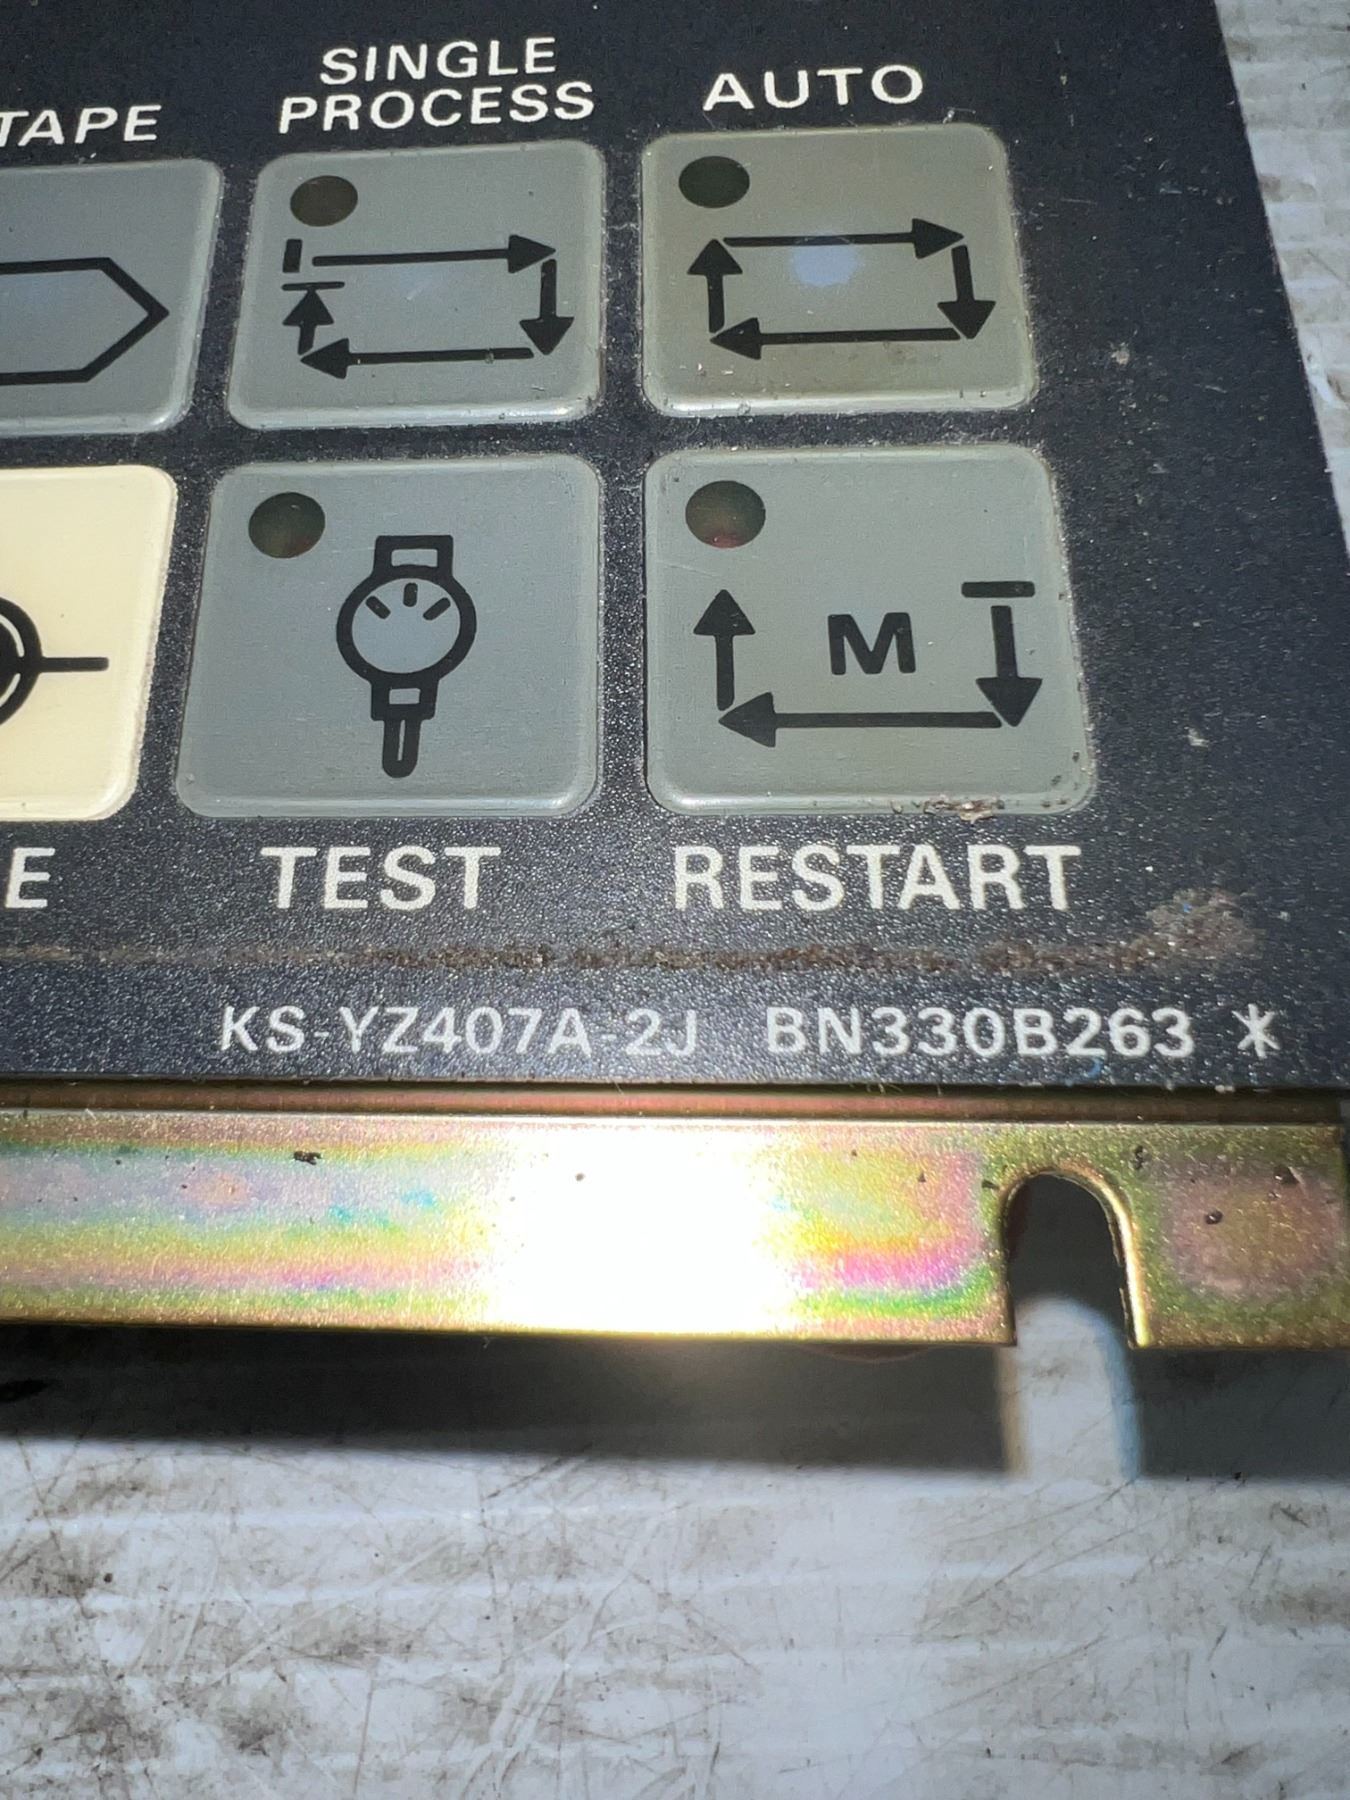 SINGLE
PROCESS
AUTO
TAPE
M
E
TEST
RESTART
KS-YZ407A-2J BN330B263 *